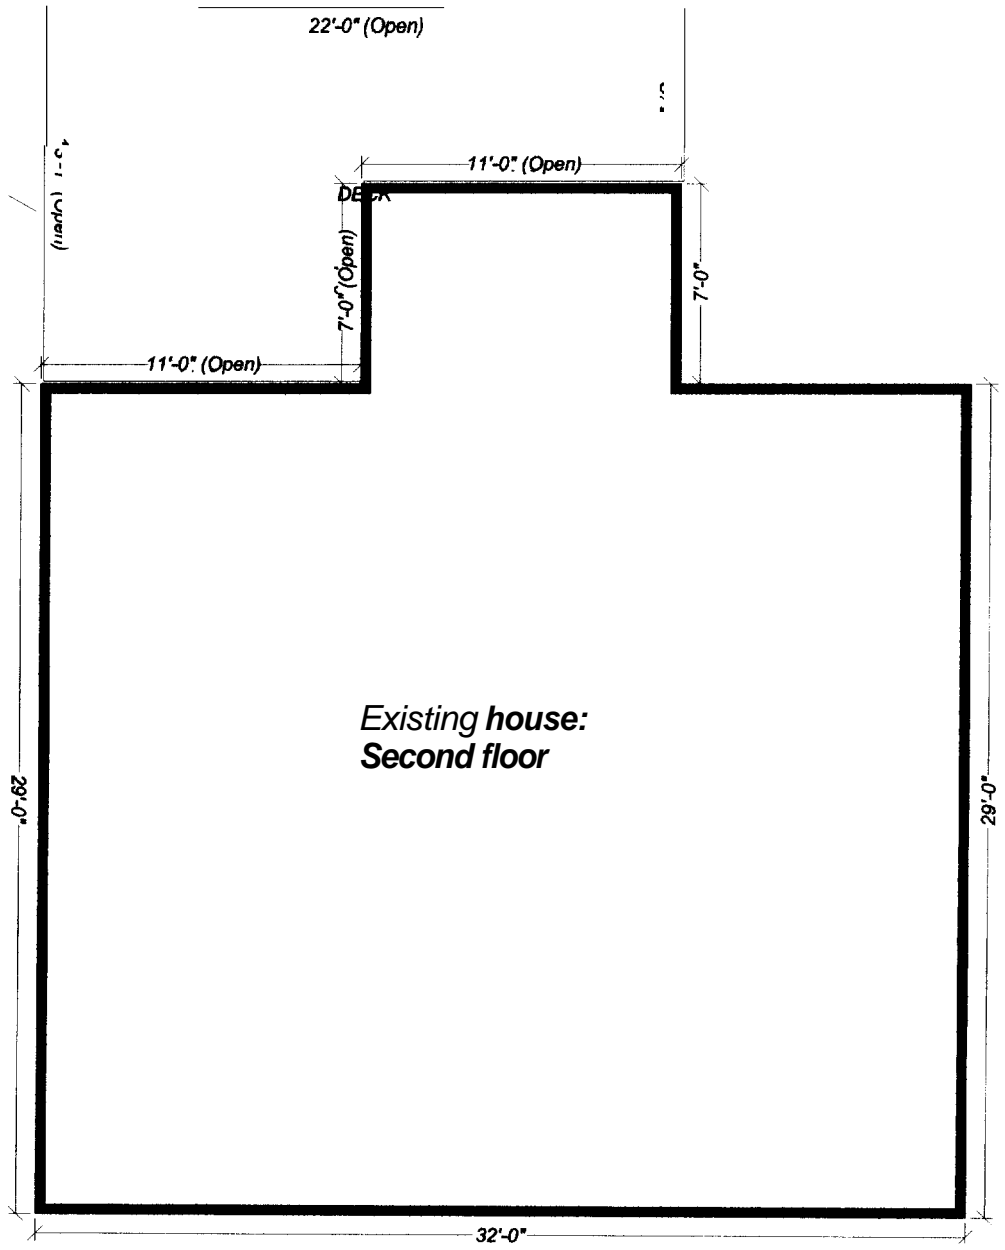 22'-0" (Open)
11'-0" (Open)
DECK
(Open)
7'-0" (Open)
7'-0"
11'-0" (Open)
Existing house:
Second floor
29'-0"
29'-0"
32'-0"